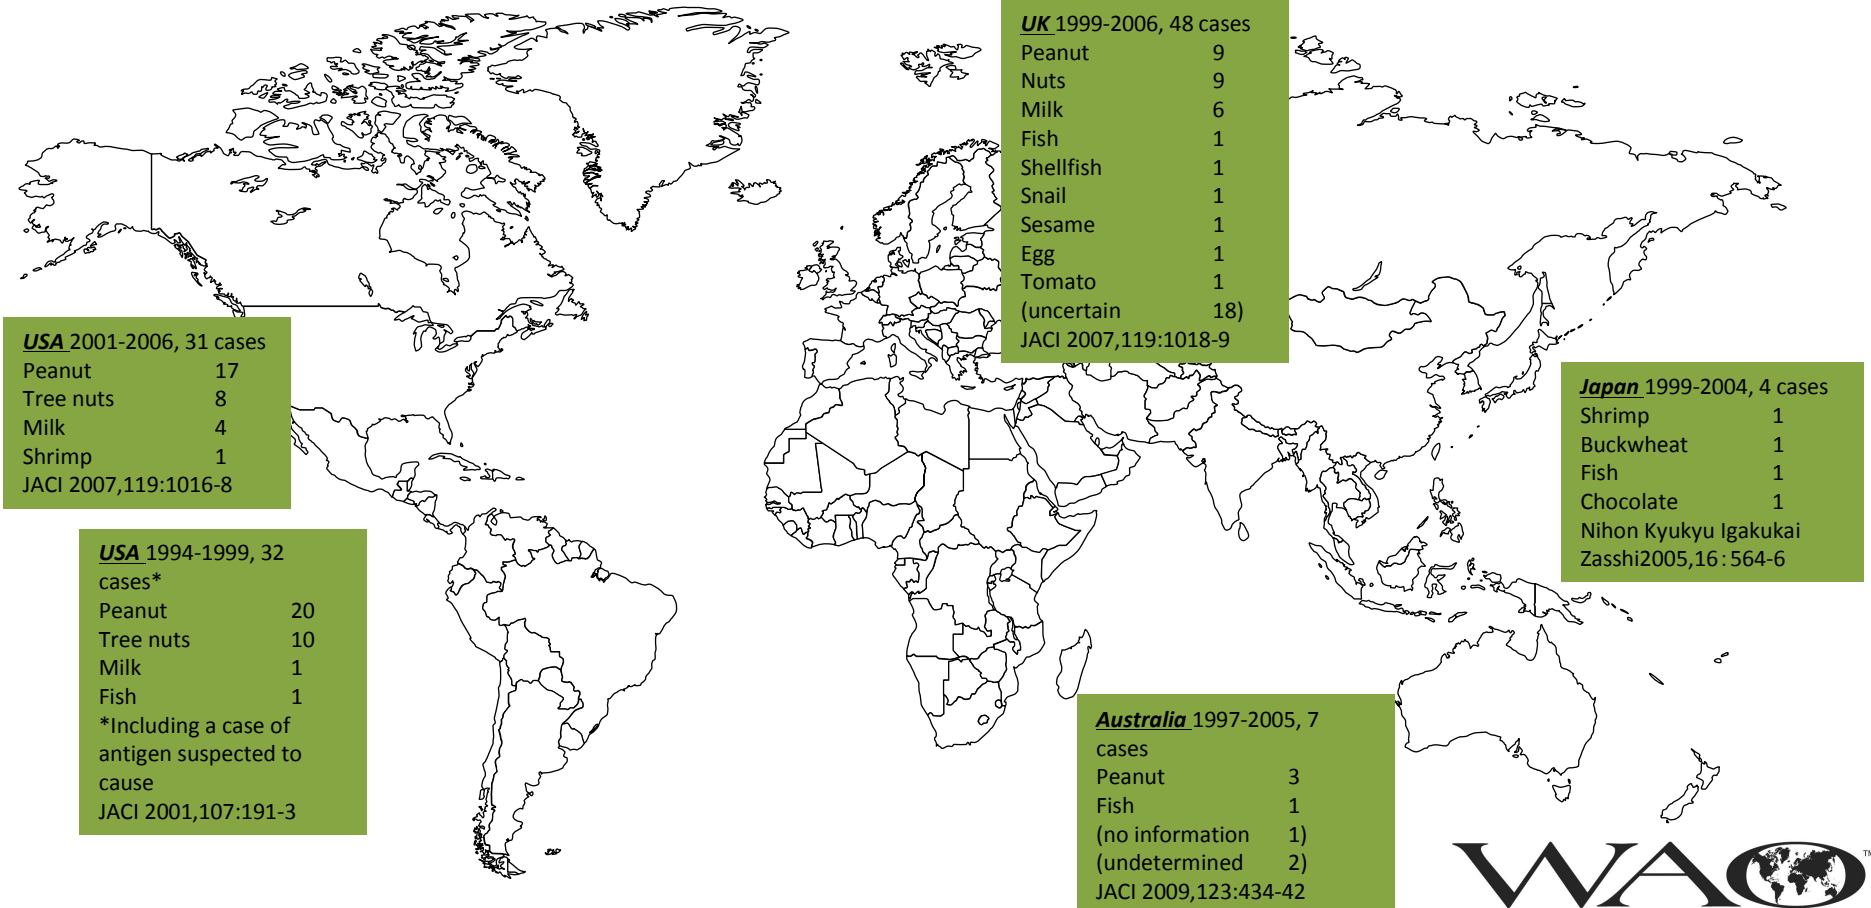 UK 1999-2006, 48 cases
Peanut 9
Nuts 9
Milk 6
Fish 1
Shellfish 1
Snail 1
Sesame 1
Egg 1
Tomato 1
(uncertain 18)
JACI 2007,119:1018-9
USA 2001-2006, 31 cases
Peanut 17
Tree nuts 8
Milk 4
Shrimp 1
JACI 2007,119:1016-8
Japan 1999-2004, 4 cases
Shrimp 1
Buckwheat 1
Fish 1
Chocolate 1
Nihon Kyukyu Igakukai
Zasshi2005,16:564-6
USA 1994-1999, 32
cases*
Peanut 20
Tree nuts 10
Milk 1
Fish 1
*Including a case of
antigen suspected to
cause
JACI 2001,107:191-3
Australia 1997-2005, 7
cases
Peanut 3
Fish 1
(no information 1)
(undetermined 2)
JACI 2009,123:434-42
WAO™